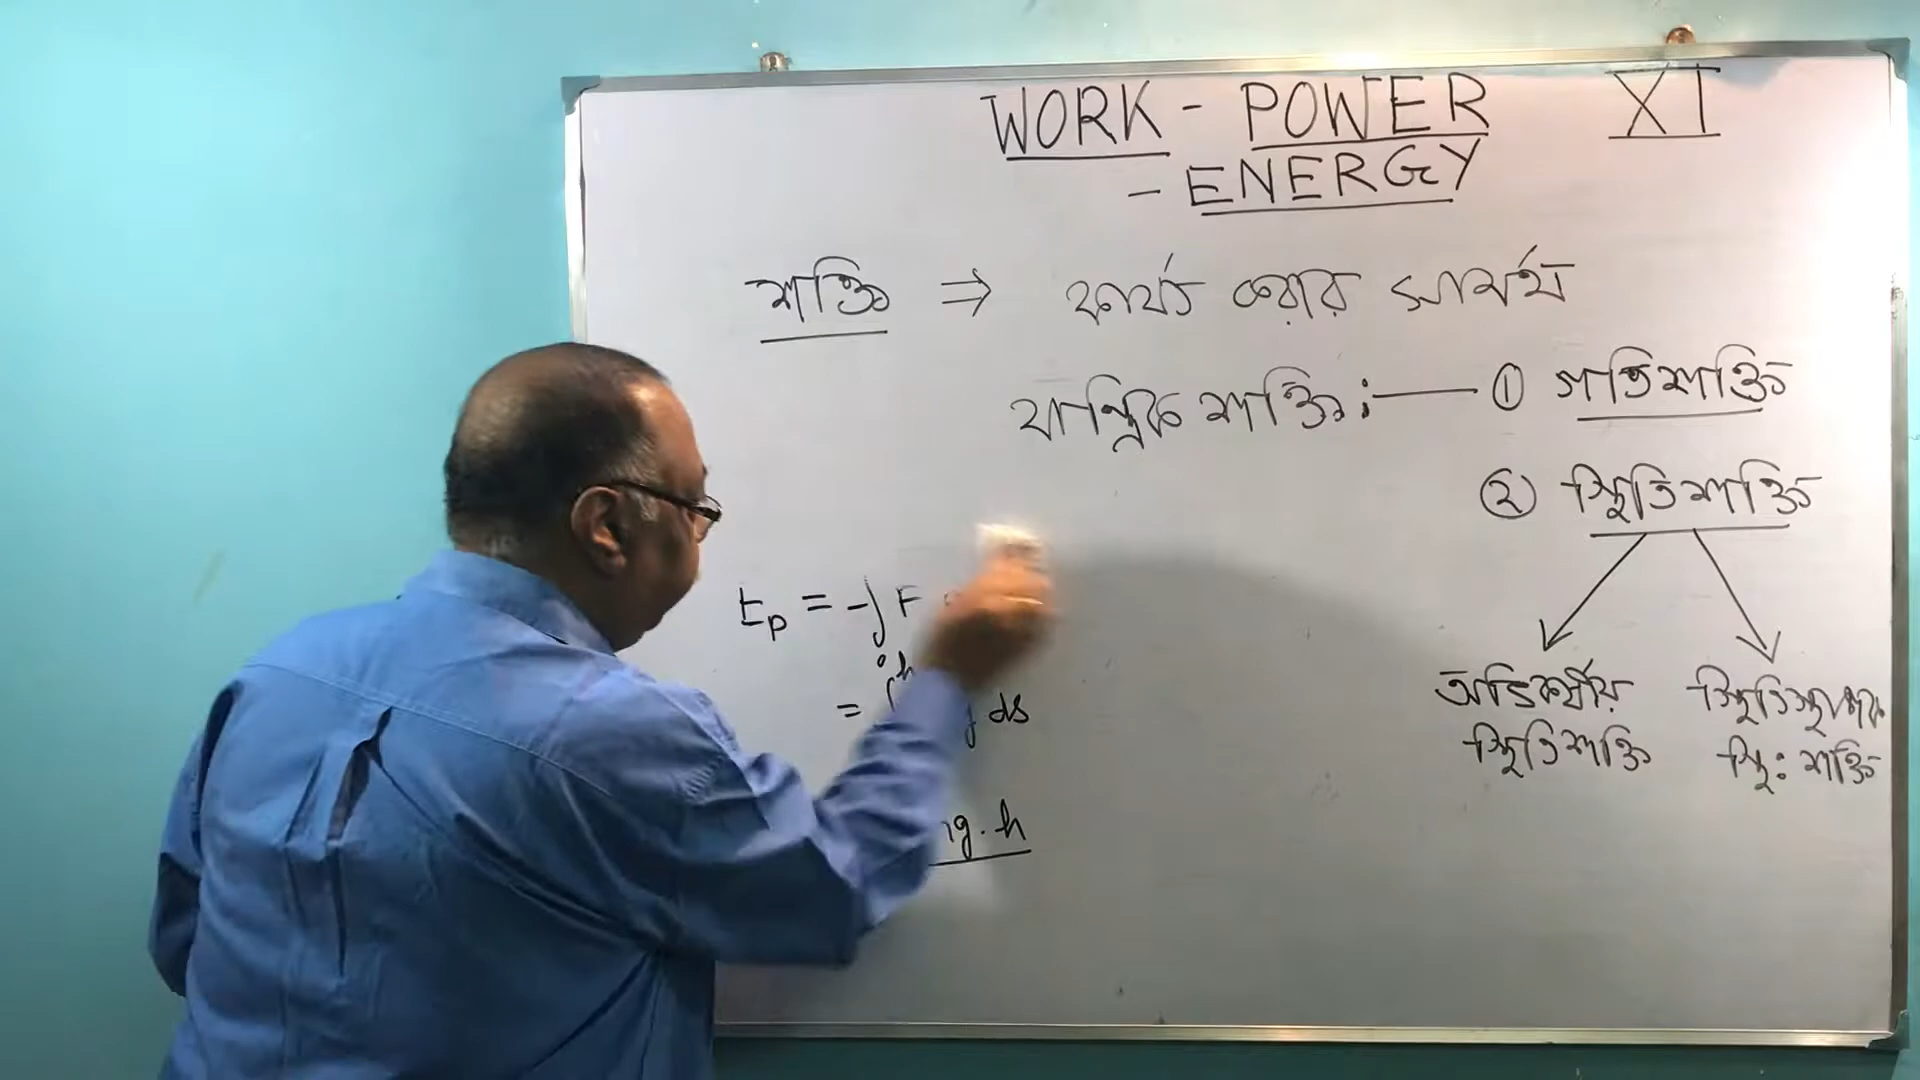 WORK - POWER XI
- ENERGY
শক্তি ⇒ কার্য্য করার সামর্থ্য
যান্ত্রিক শক্তি :— ① গতিশক্তি
② স্থিতিশক্তি
Ep = -∫ F
= ∫ ds
অভিকর্ষীয় স্থিতিস্থাপক
স্থিতিশক্তি স্থি: শক্তি
g. h